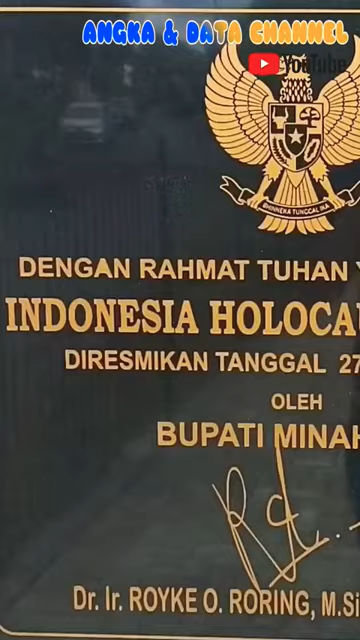 ANGKA & DATA CHANNEL
YouTube
BHINNEKA TUNGGAL IKA
DENGAN RAHMAT TUHAN
INDONESIA HOLOCA
DIRESMIKAN TANGGAL 27
OLEH
BUPATI MINAH
Dr. Ir. ROYKE O. RORING, M.Si